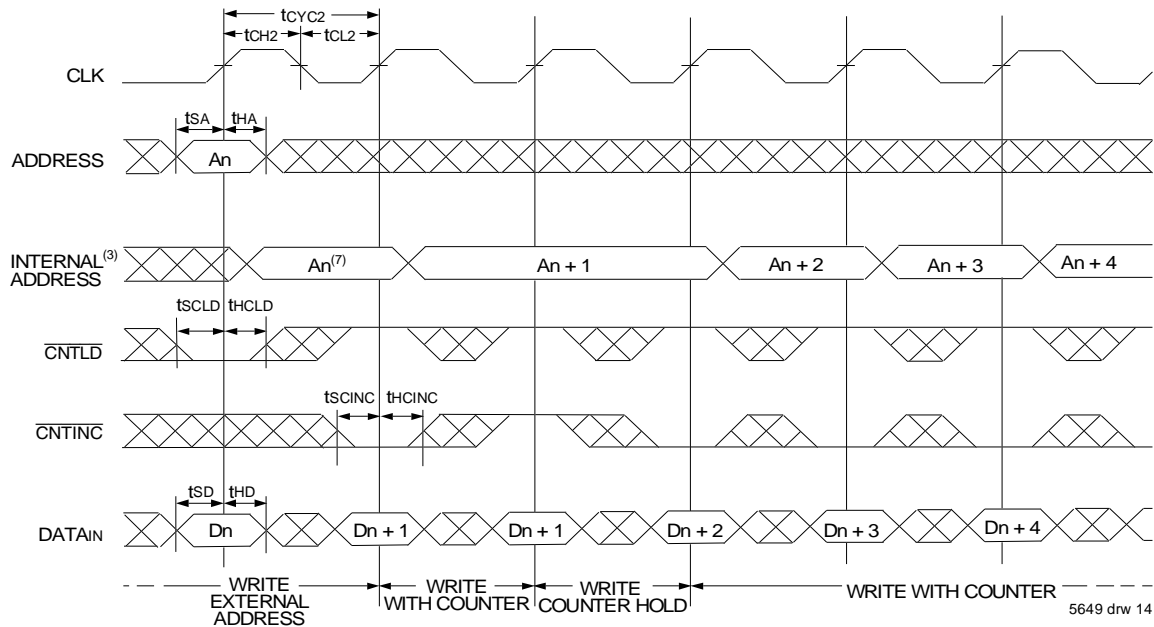 tCYC2
tCH2 tCL2
CLK
tSA tHA
ADDRESS An
INTERNAL(3) ADDRESS An(7) An + 1 An + 2 An + 3 An + 4
tSCLD tHCLD
CNTLD
tSCINC tHCINC
CNTINC
tSD tHD
DATAIN Dn Dn + 1 Dn + 1 Dn + 2 Dn + 3 Dn + 4
WRITE EXTERNAL ADDRESS
WRITE WITH COUNTER
WRITE COUNTER HOLD
WRITE WITH COUNTER
5649 drw 14